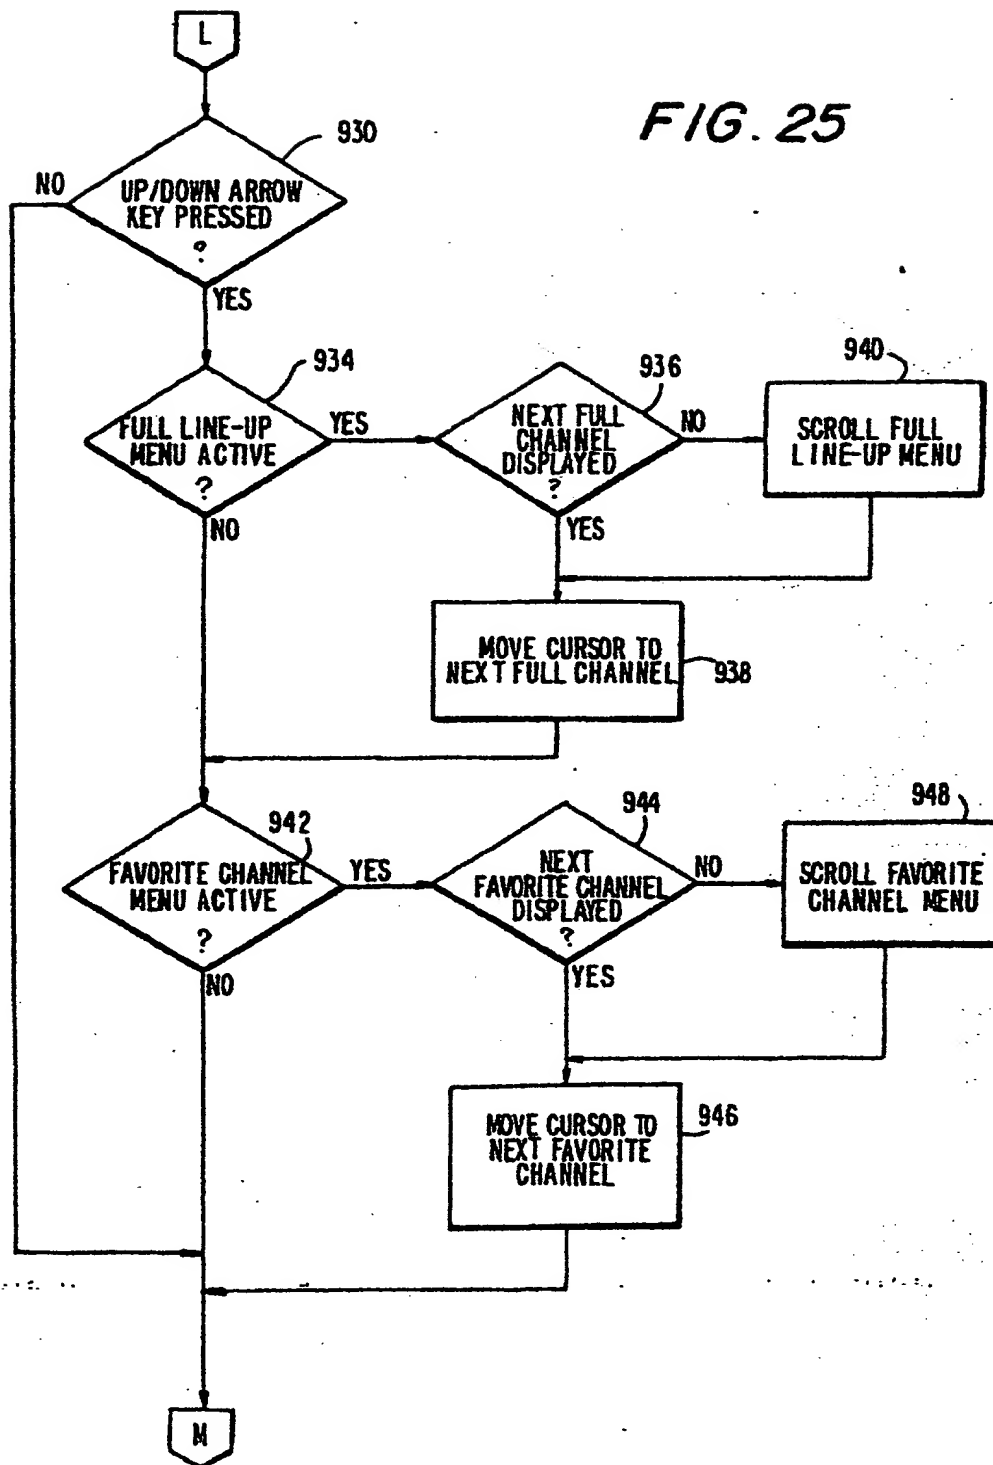 L
FIG. 25
930
NO
UP/DOWN ARROW
KEY PRESSED
?
YES
934
FULL LINE-UP
MENU ACTIVE
?
YES
NO
936
NEXT FULL
CHANNEL
DISPLAYED
?
NO
YES
940
SCROLL FULL
LINE-UP MENU
MOVE CURSOR TO
NEXT FULL CHANNEL
938
942
FAVORITE CHANNEL
MENU ACTIVE
?
YES
NO
944
NEXT
FAVORITE CHANNEL
DISPLAYED
?
NO
YES
948
SCROLL FAVORITE
CHANNEL MENU
MOVE CURSOR TO
NEXT FAVORITE
CHANNEL
946
M